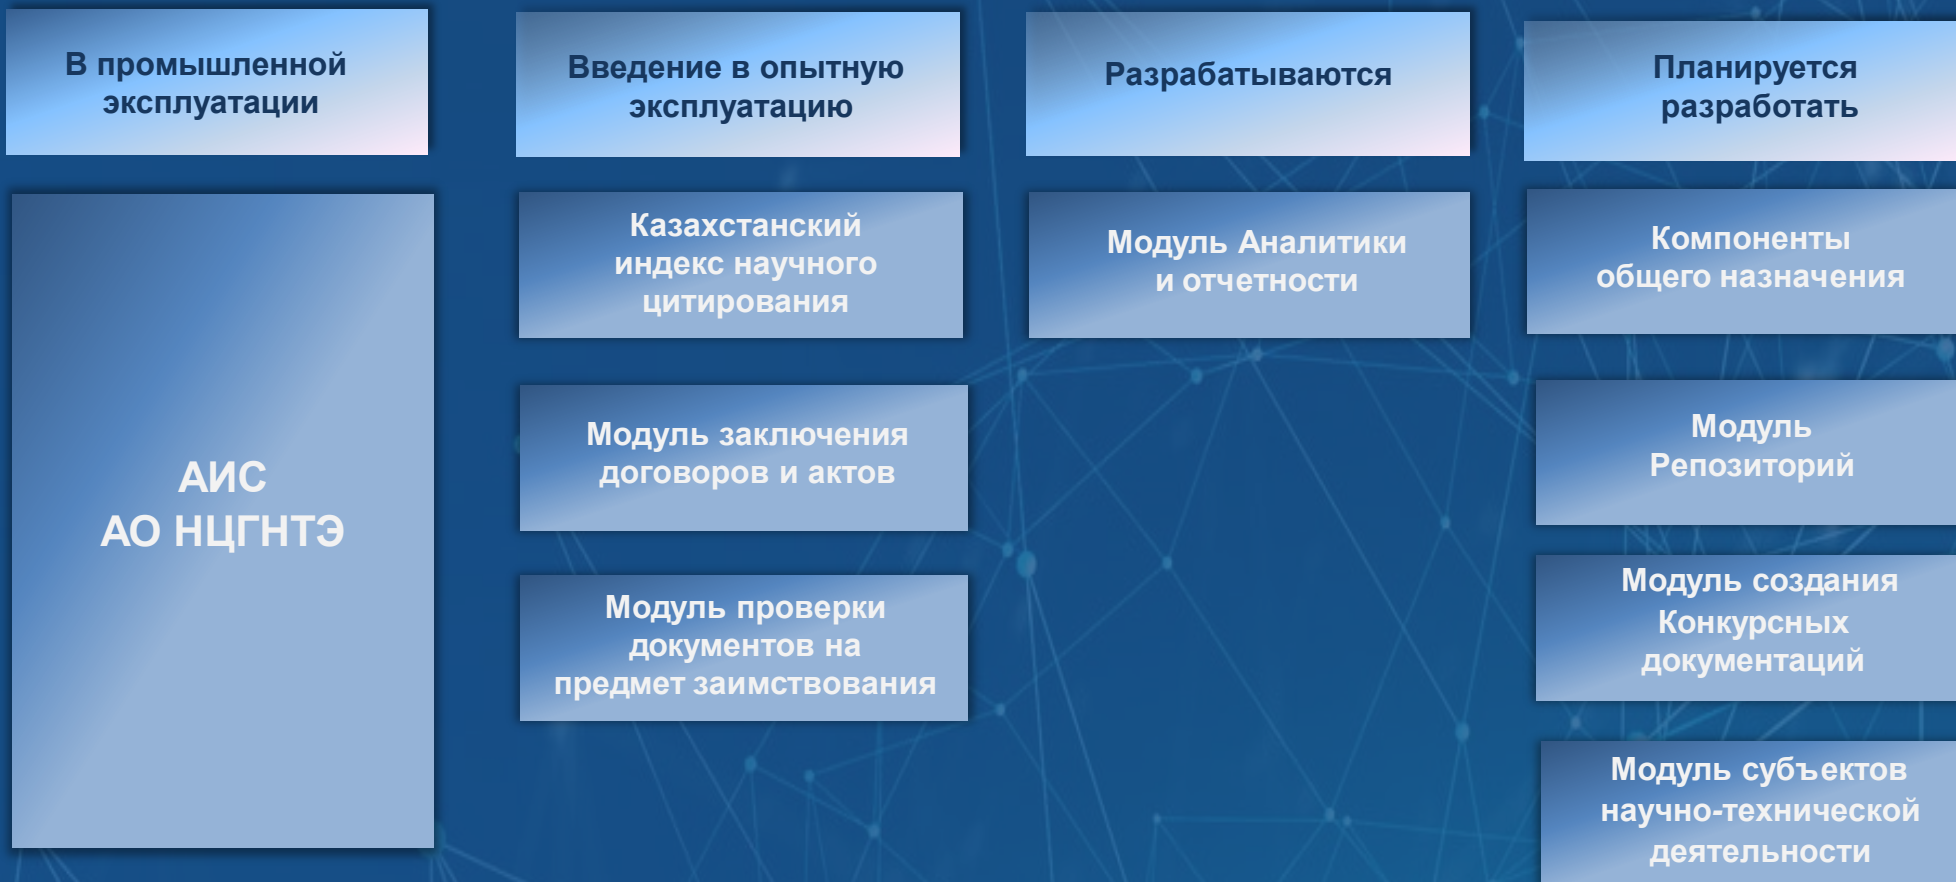 В промышленной
эксплуатации
Введение в опытную
эксплуатацию
Разрабатываются
Планируется
разработать
АИС
АО НЦГНТЭ
Казахстанский
индекс научного
цитирования
Модуль заключения
договоров и актов
Модуль проверки
документов на
предмет заимствования
Модуль Аналитики
и отчетности
Компоненты
общего назначения
Модуль
Репозиторий
Модуль создания
Конкурсных
документаций
Модуль субъектов
научно-технической
деятельности